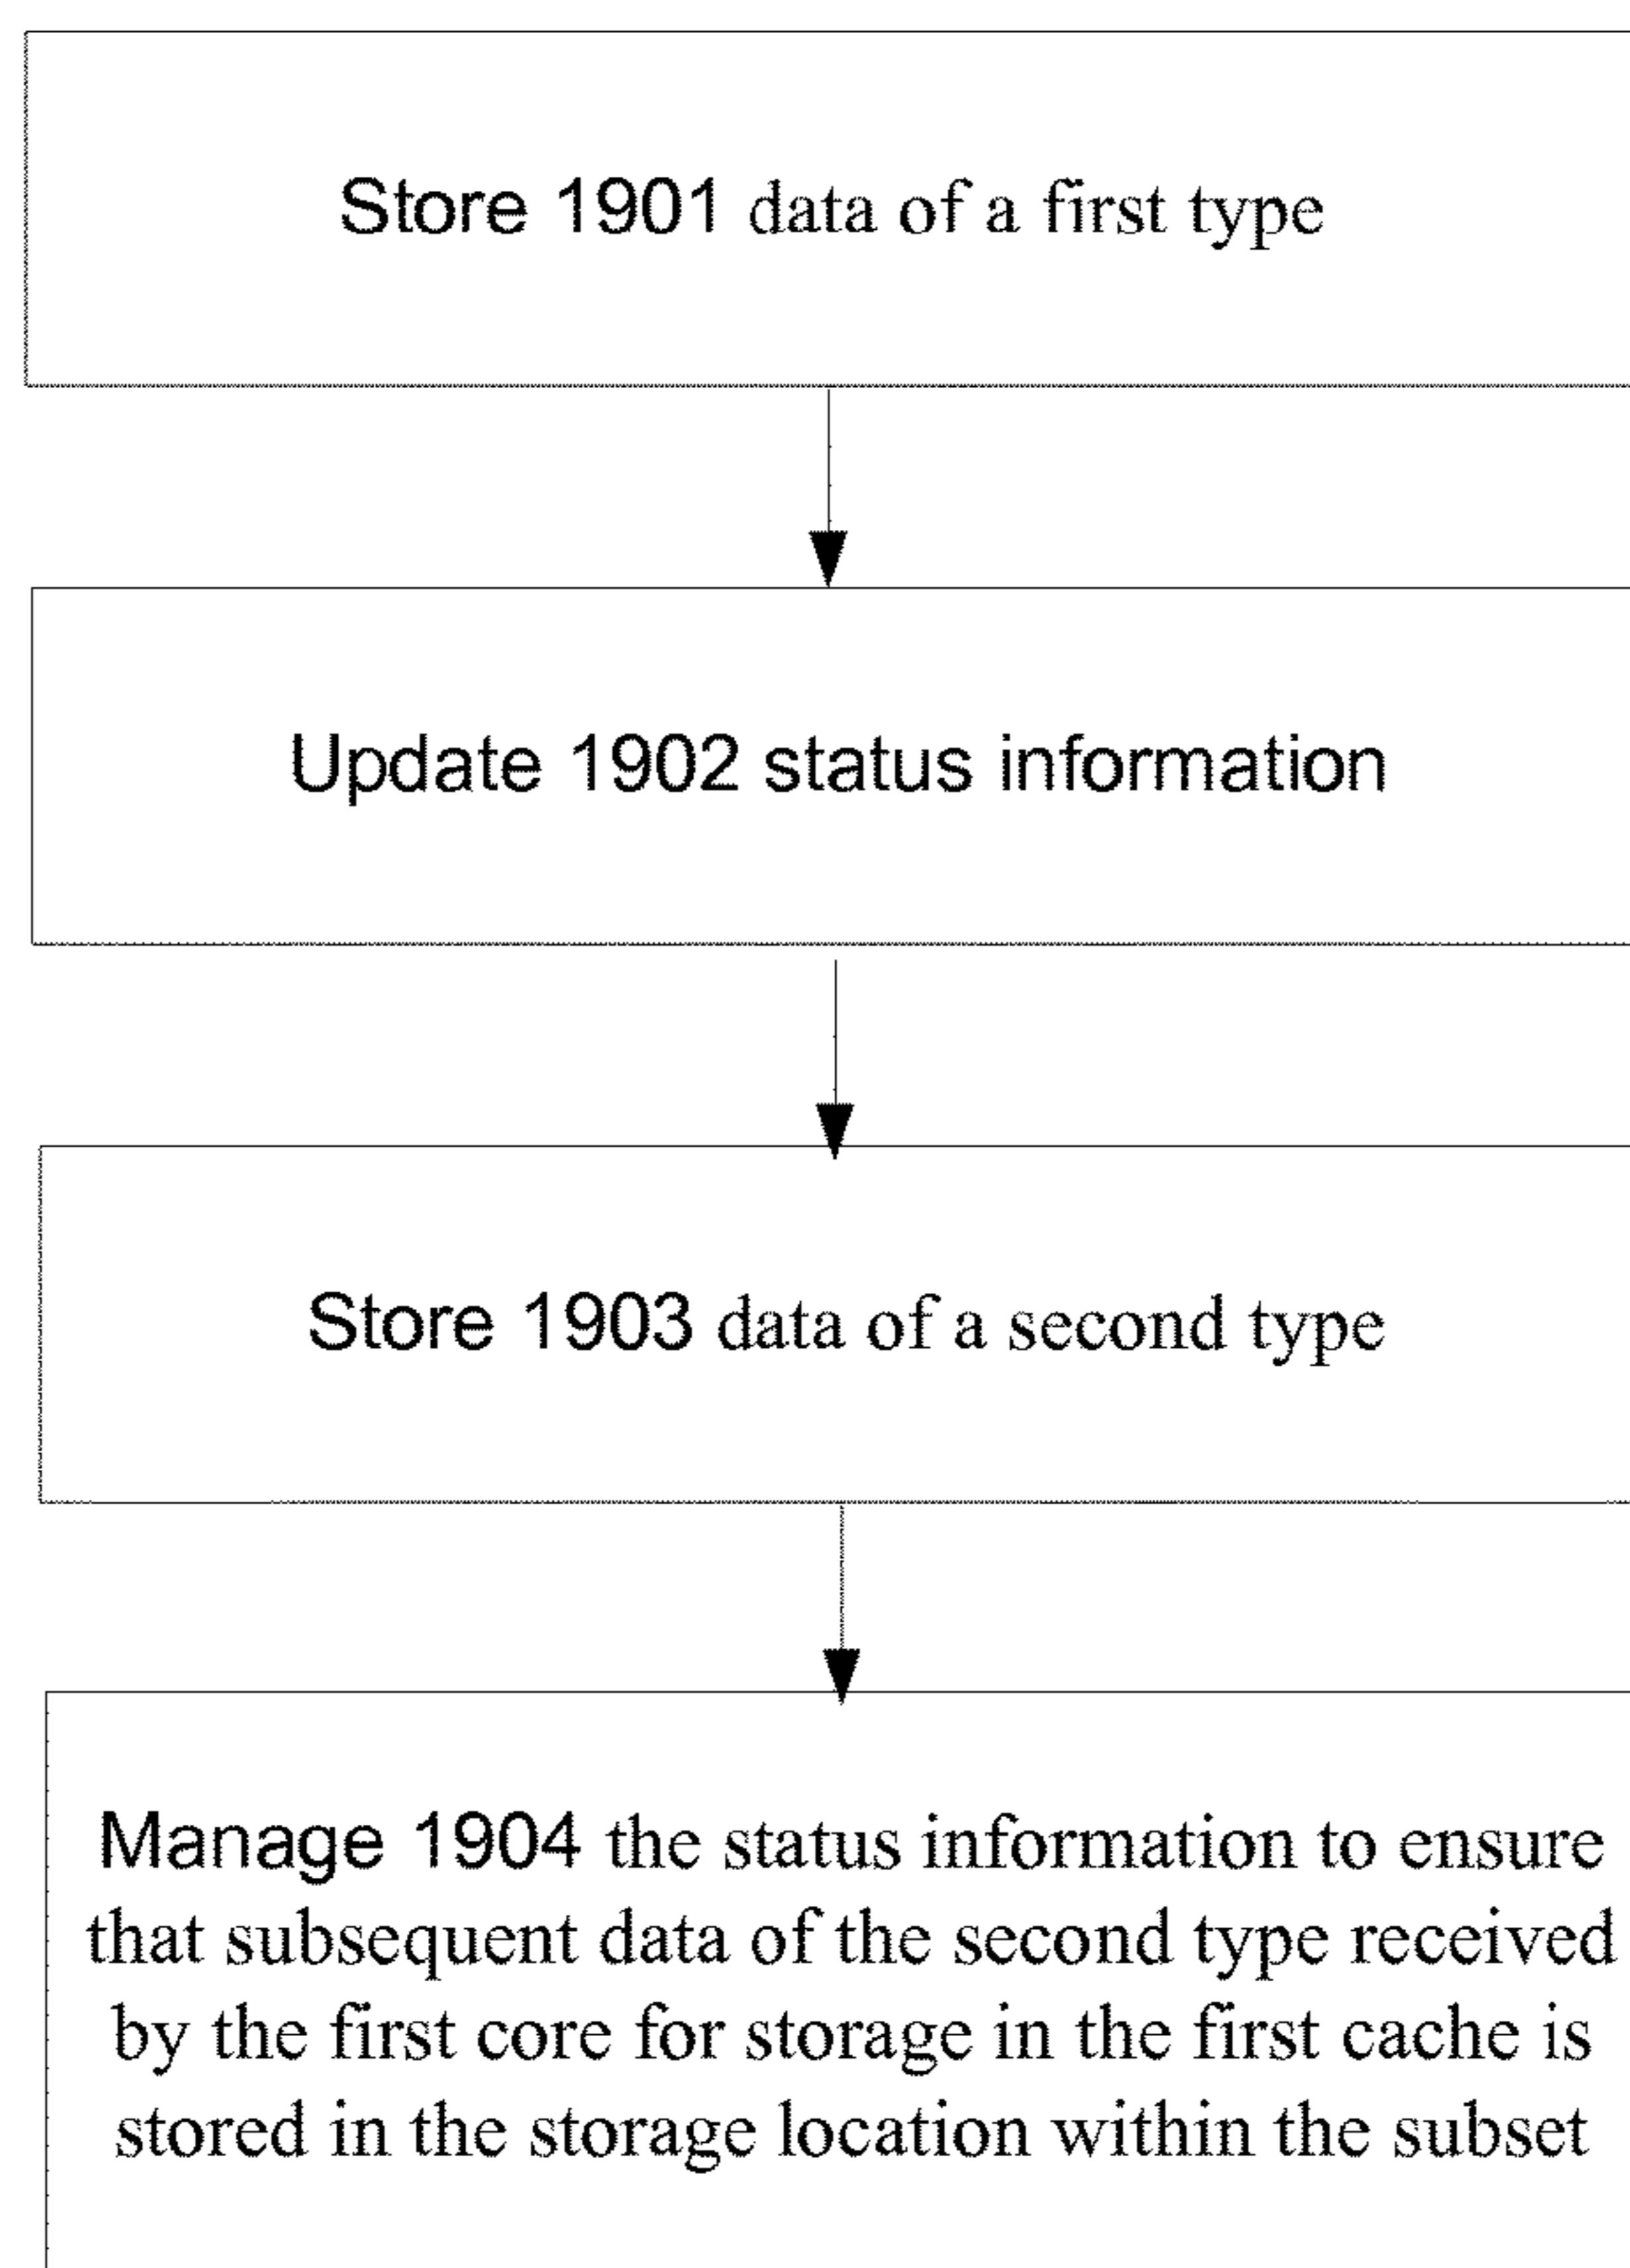 Store 1901 data of a first type
Update 1902 status information
Store 1903 data of a second type
Manage 1904 the status information to ensure
that subsequent data of the second type received
by the first core for storage in the first cache is
stored in the storage location within the subset